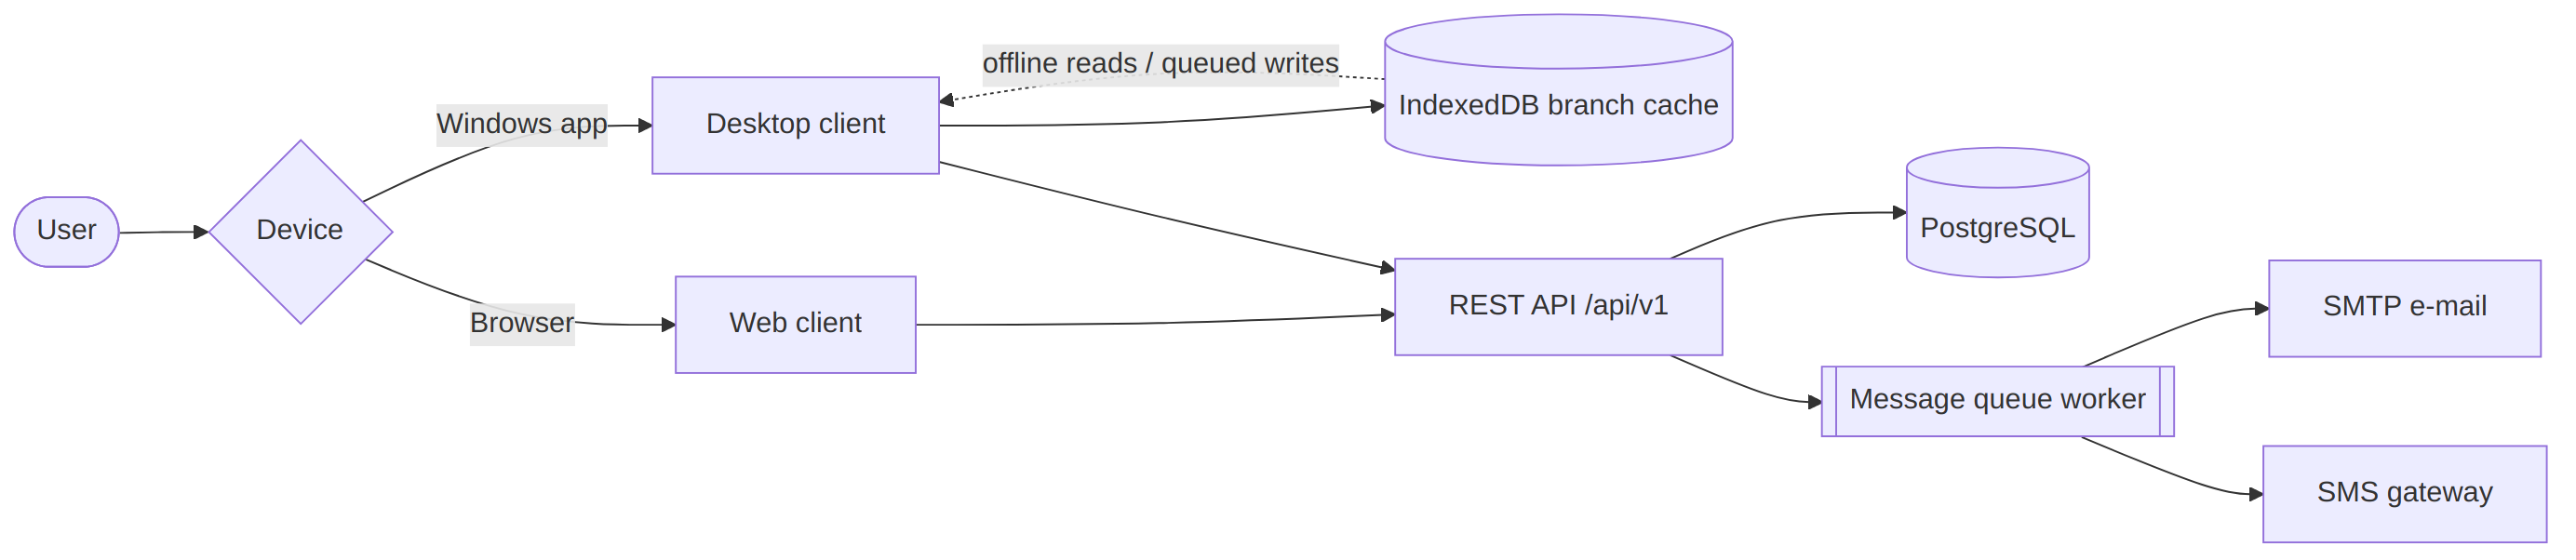 User
Device
Windows app
Browser
Desktop client
Web client
offline reads / queued writes
IndexedDB branch cache
REST API /api/v1
PostgreSQL
Message queue worker
SMTP e-mail
SMS gateway